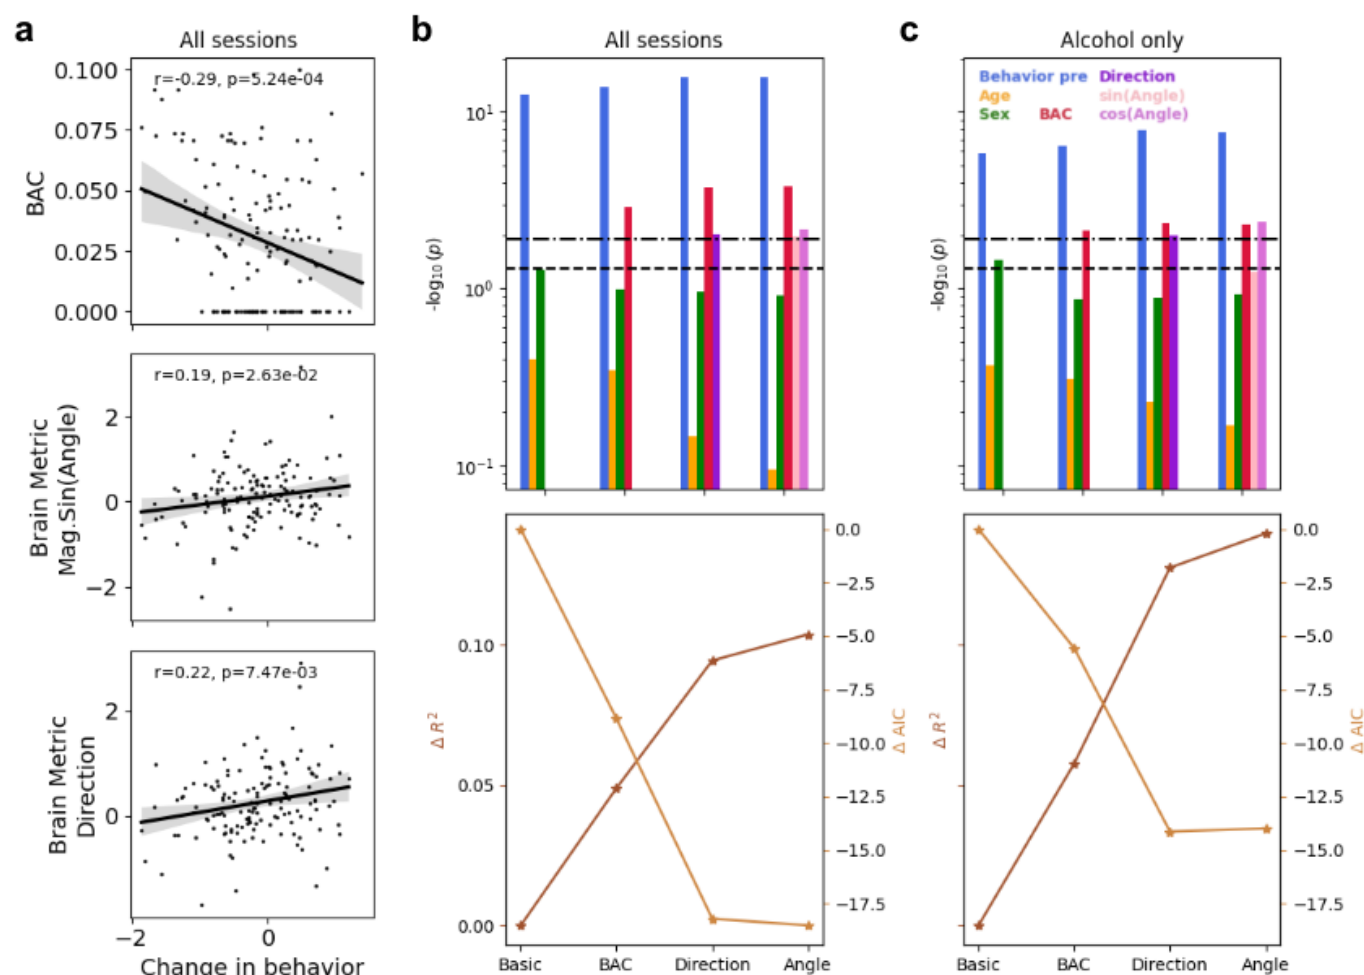 a
All sessions
r=-0.29, p=5.24e-04
BAC
0.100
0.075
0.050
0.025
0.000
r=0.19, p=2.63e-02
Brain Metric
Mag.Sin(Angle)
2
0
−2
r=0.22, p=7.47e-03
Brain Metric
Direction
2
0
−2
0
Change in behavior
b
All sessions
-log₁₀(p)
10¹
10⁰
10⁻¹
Δ R²
0.10
0.05
0.00
0.0
−2.5
−5.0
−7.5
−10.0
−12.5
−15.0
−17.5
Δ AIC
Basic BAC Direction Angle
c
Alcohol only
Behavior pre Direction
Age sin(Angle)
Sex BAC cos(Angle)
-log₁₀(p)
Δ R²
0.0
−2.5
−5.0
−7.5
−10.0
−12.5
−15.0
−17.5
Δ AIC
Basic BAC Direction Angle